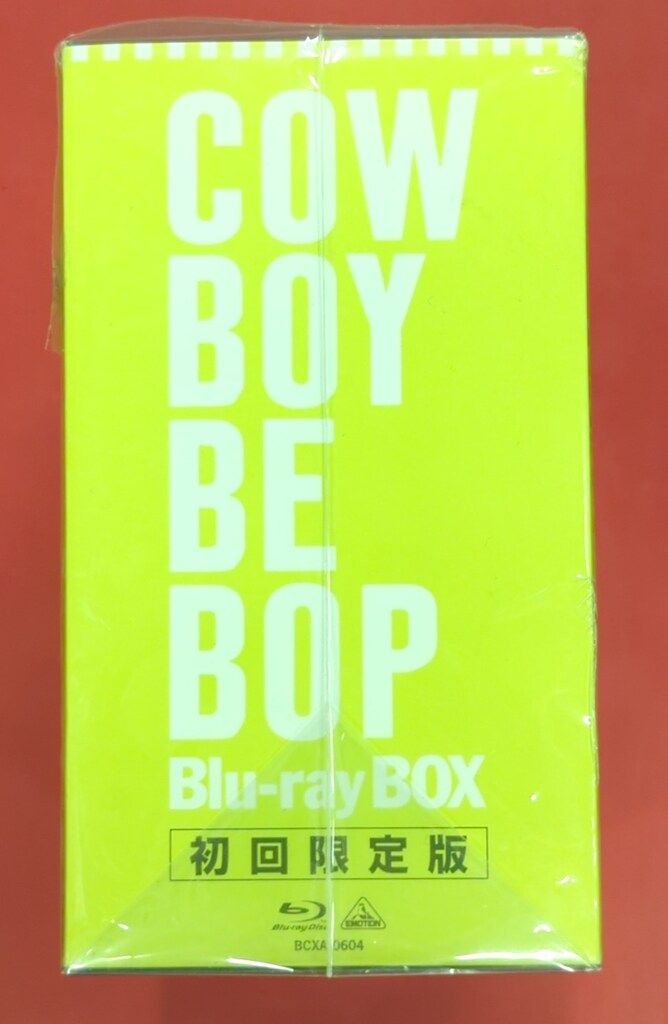 COW
BOY
BE
BOP
Blu-ray BOX
初回限定版
Blu-ray Disc
EMOTION
BCXA-0604